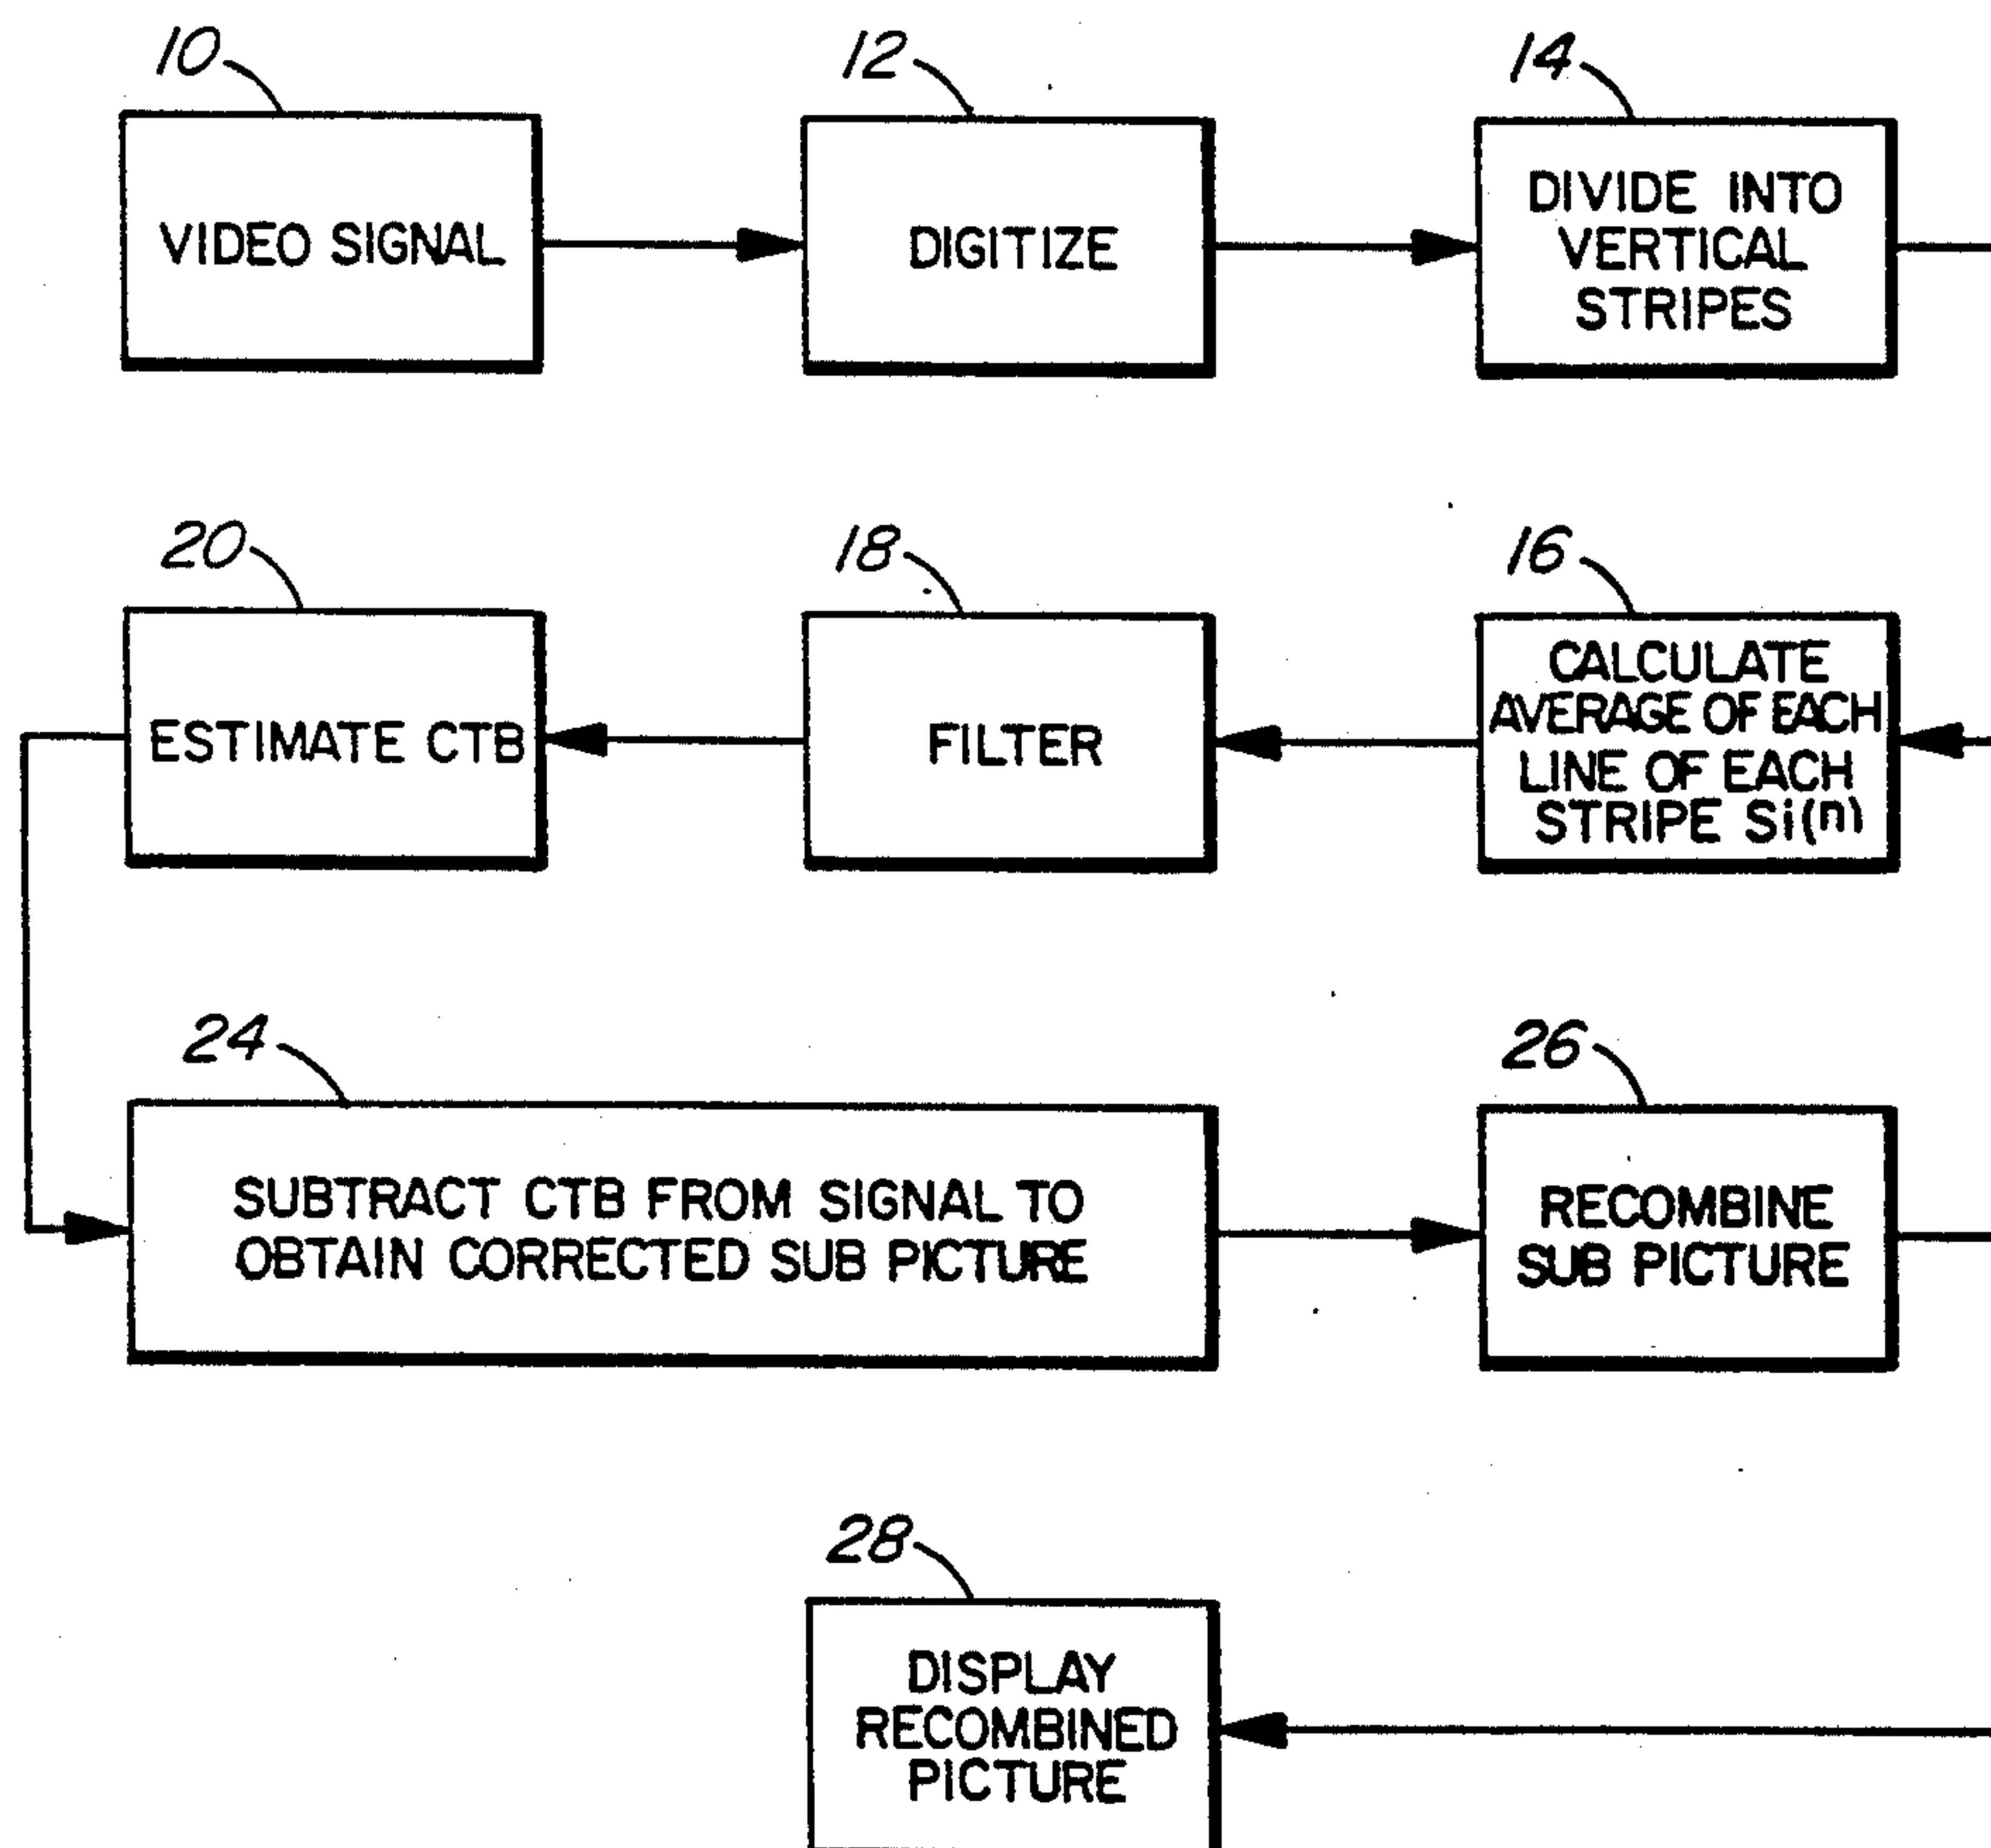 10
VIDEO SIGNAL
12
DIGITIZE
14
DIVIDE INTO
VERTICAL
STRIPES
16
CALCULATE
AVERAGE OF EACH
LINE OF EACH
STRIPE Si(n)
18
FILTER
20
ESTIMATE CTB
24
SUBTRACT CTB FROM SIGNAL TO
OBTAIN CORRECTED SUB PICTURE
26
RECOMBINE
SUB PICTURE
28
DISPLAY
RECOMBINED
PICTURE